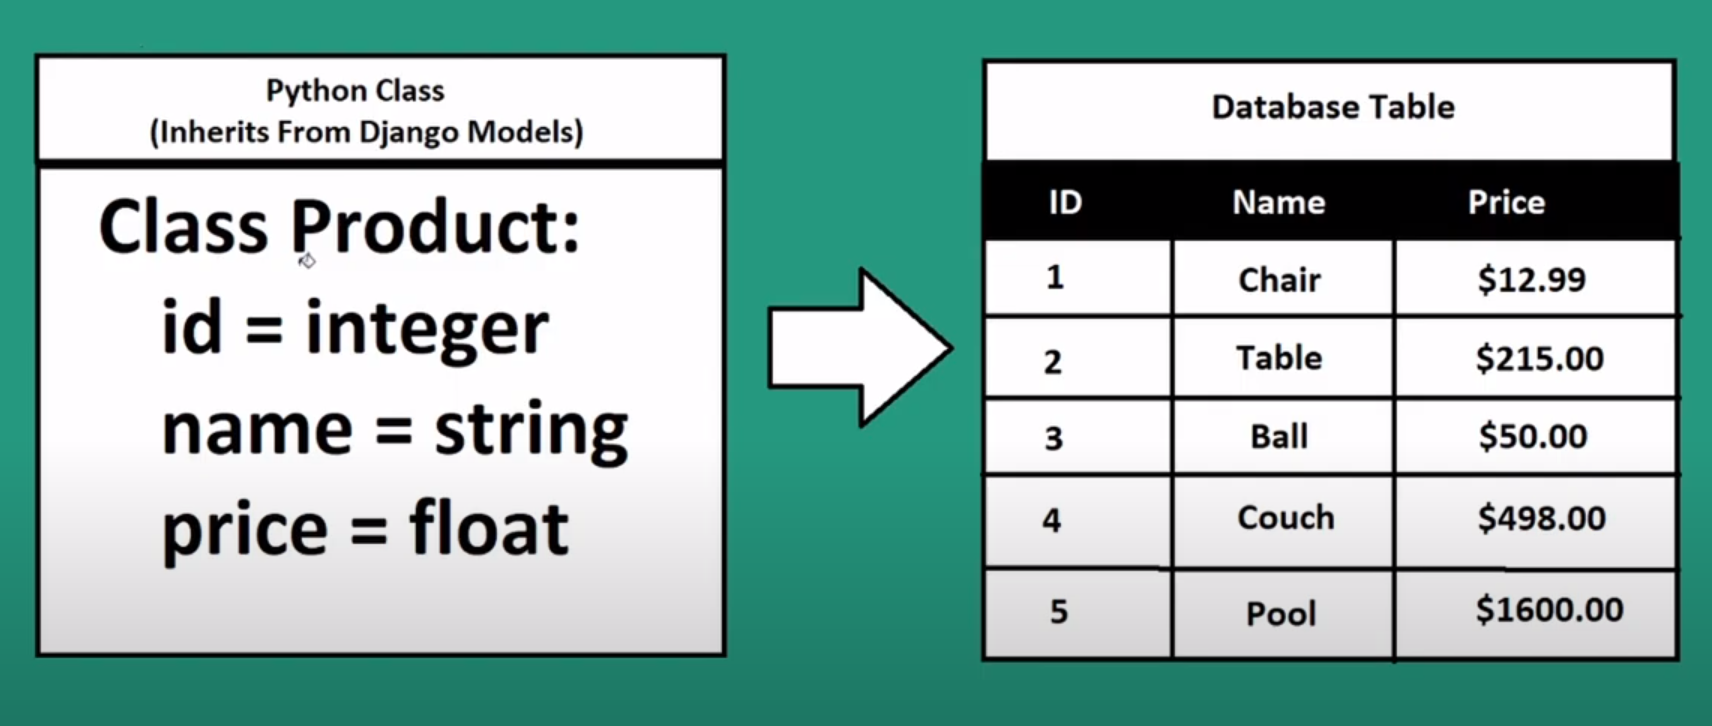 Python Class
(Inherits From Django Models)
Class Product:
id = integer
name = string
price = float
Database Table
ID Name Price
1 Chair $12.99
2 Table $215.00
3 Ball $50.00
4 Couch $498.00
5 Pool $1600.00